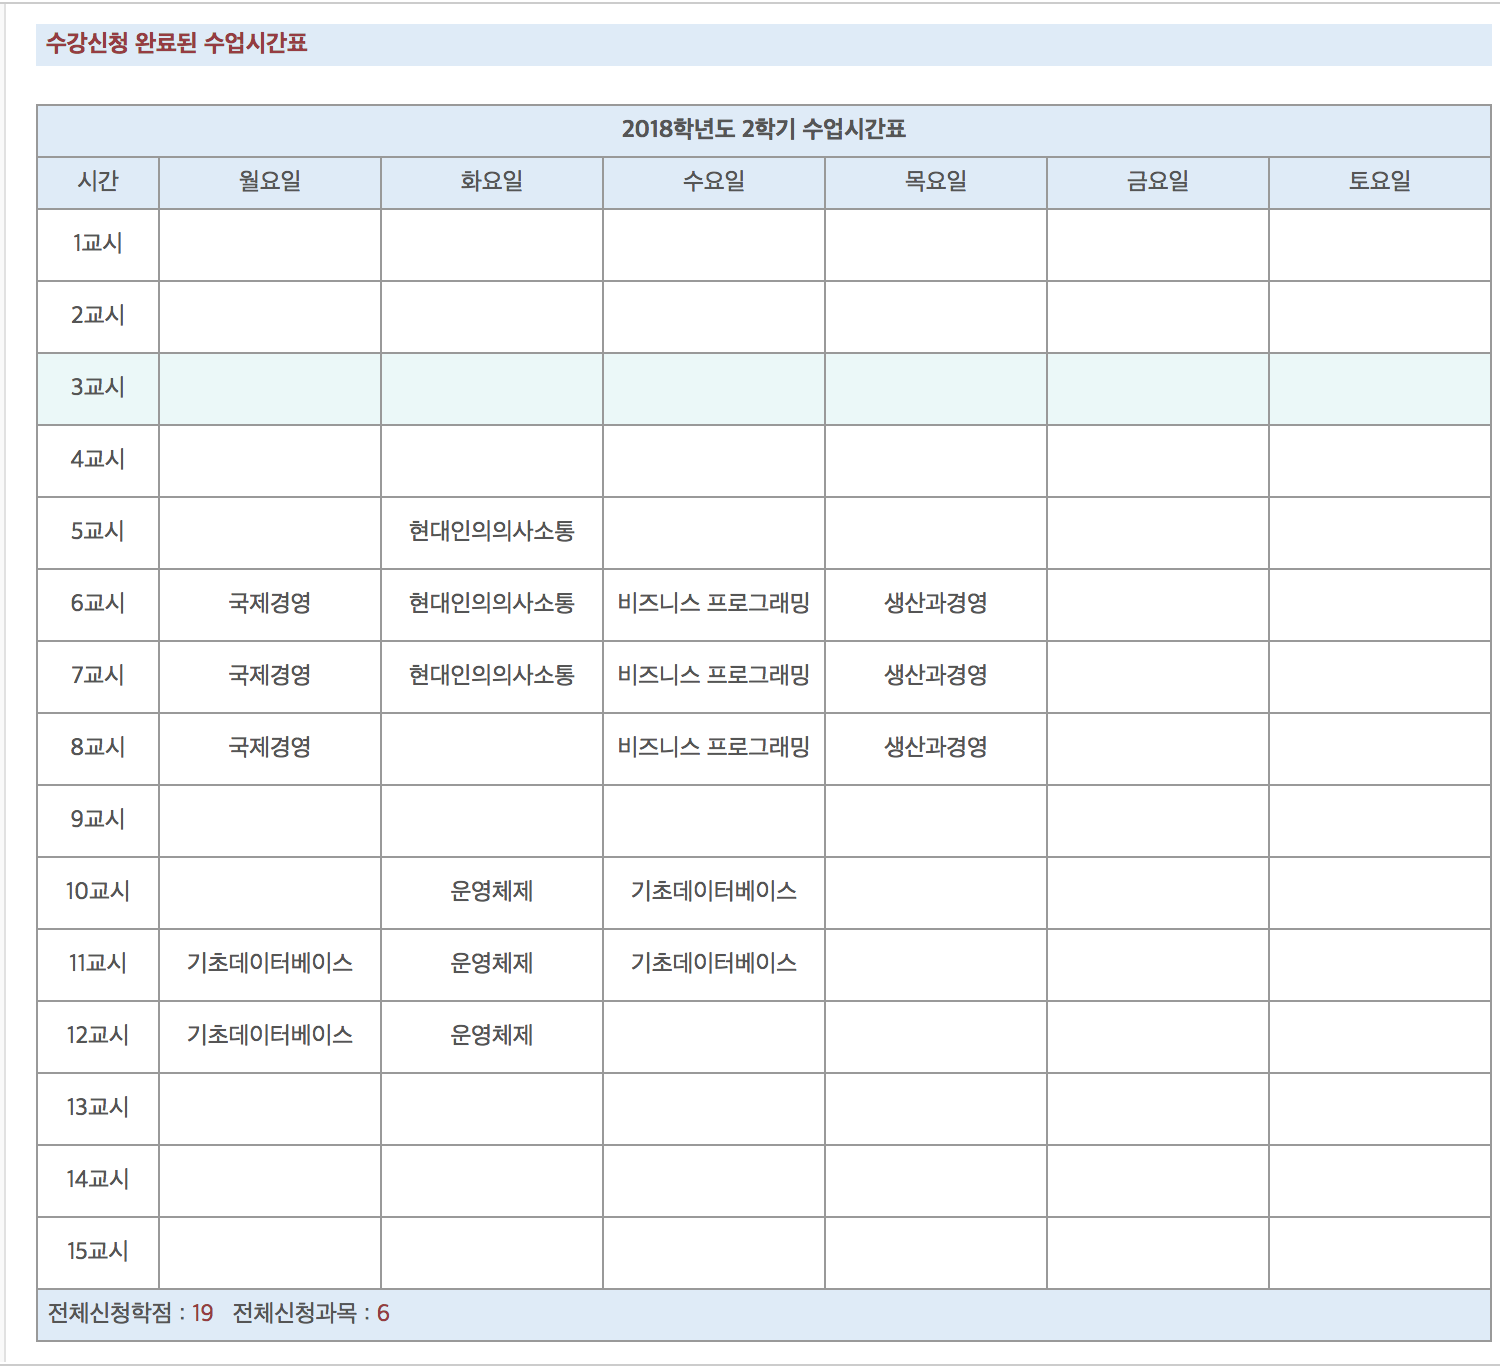 수강신청 완료된 수업시간표
2018학년도 2학기 수업시간표
시간 월요일 화요일 수요일 목요일 금요일 토요일
1교시
2교시
3교시
4교시
5교시 현대인의의사소통
6교시 국제경영 현대인의의사소통 비즈니스 프로그래밍 생산과경영
7교시 국제경영 현대인의의사소통 비즈니스 프로그래밍 생산과경영
8교시 국제경영 비즈니스 프로그래밍 생산과경영
9교시
10교시 운영체제 기초데이터베이스
11교시 기초데이터베이스 운영체제 기초데이터베이스
12교시 기초데이터베이스 운영체제
13교시
14교시
15교시
전체신청학점 : 19 전체신청과목 : 6